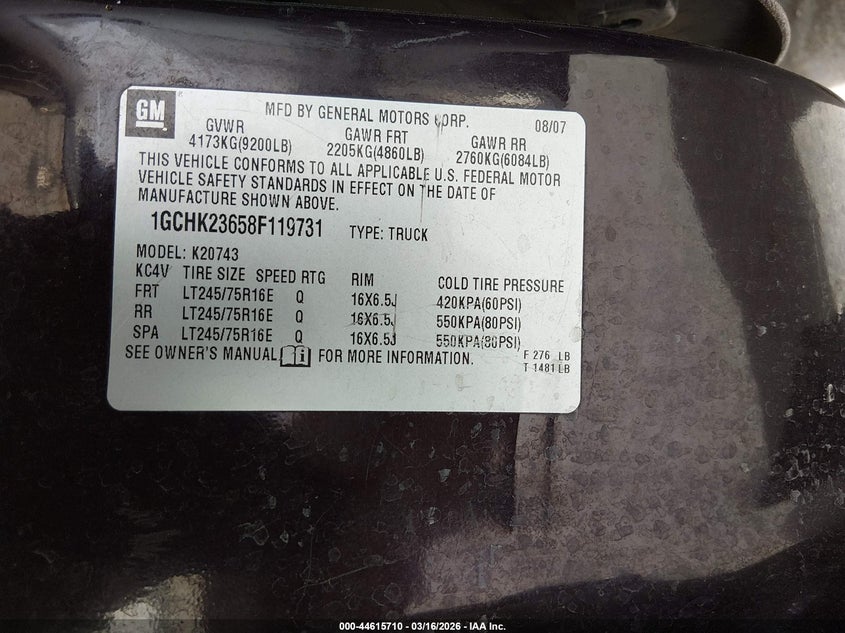 GM
MFD BY GENERAL MOTORS CORP. 08/07
GVWR GAWR FRT GAWR RR
4173KG(9200LB) 2205KG(4860LB) 2760KG(6084LB)
THIS VEHICLE CONFORMS TO ALL APPLICABLE U.S. FEDERAL MOTOR
VEHICLE SAFETY STANDARDS IN EFFECT ON THE DATE OF
MANUFACTURE SHOWN ABOVE.
1GCHK23658F119731 TYPE: TRUCK
MODEL: K20743
KC4V TIRE SIZE SPEED RTG RIM COLD TIRE PRESSURE
FRT LT245/75R16E Q 16X6.5J 420KPA(60PSI)
RR LT245/75R16E Q 16X6.5J 550KPA(80PSI)
SPA LT245/75R16E Q 16X6.5J 550KPA(80PSI)
SEE OWNER'S MANUAL i FOR MORE INFORMATION.
F 276 LB
T 1481 LB
000-44615710 - 03/16/2026 - IAA Inc.